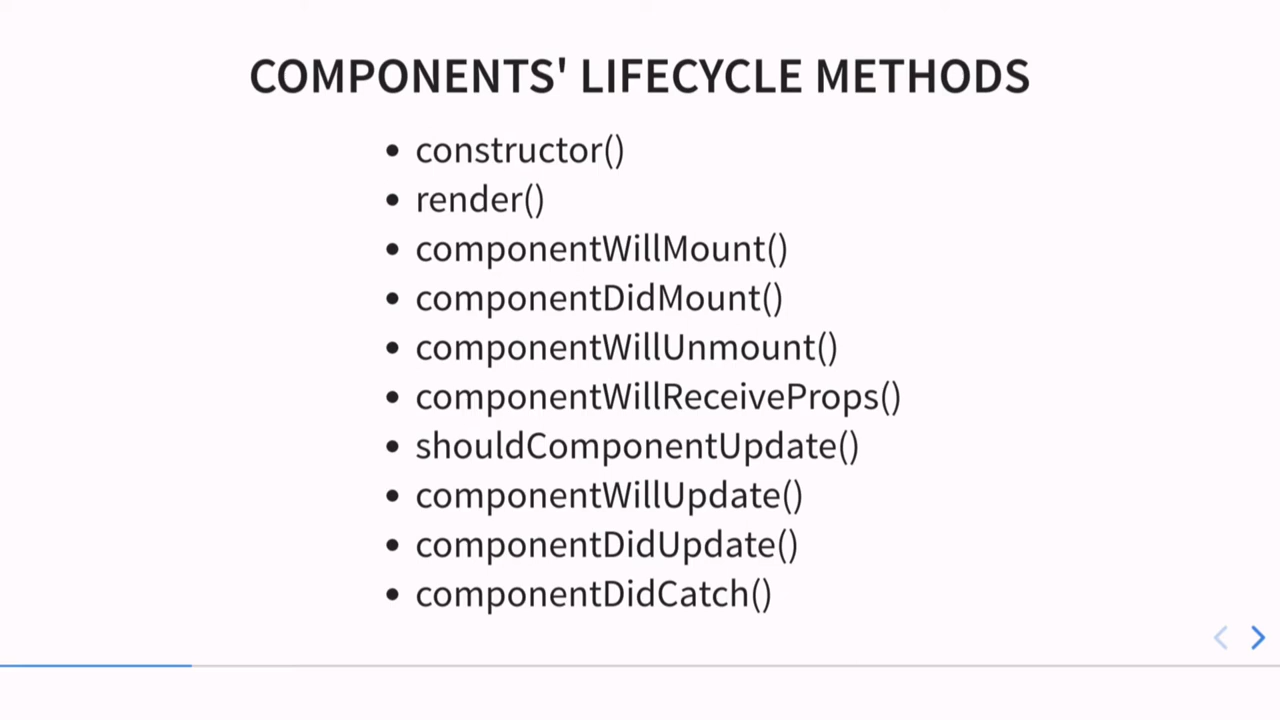 COMPONENTS' LIFECYCLE METHODS
• constructor()
• render()
• componentWillMount()
• componentDidMount()
• componentWillUnmount()
• componentWillReceiveProps()
• shouldComponentUpdate()
• componentWillUpdate()
• componentDidUpdate()
• componentDidCatch()